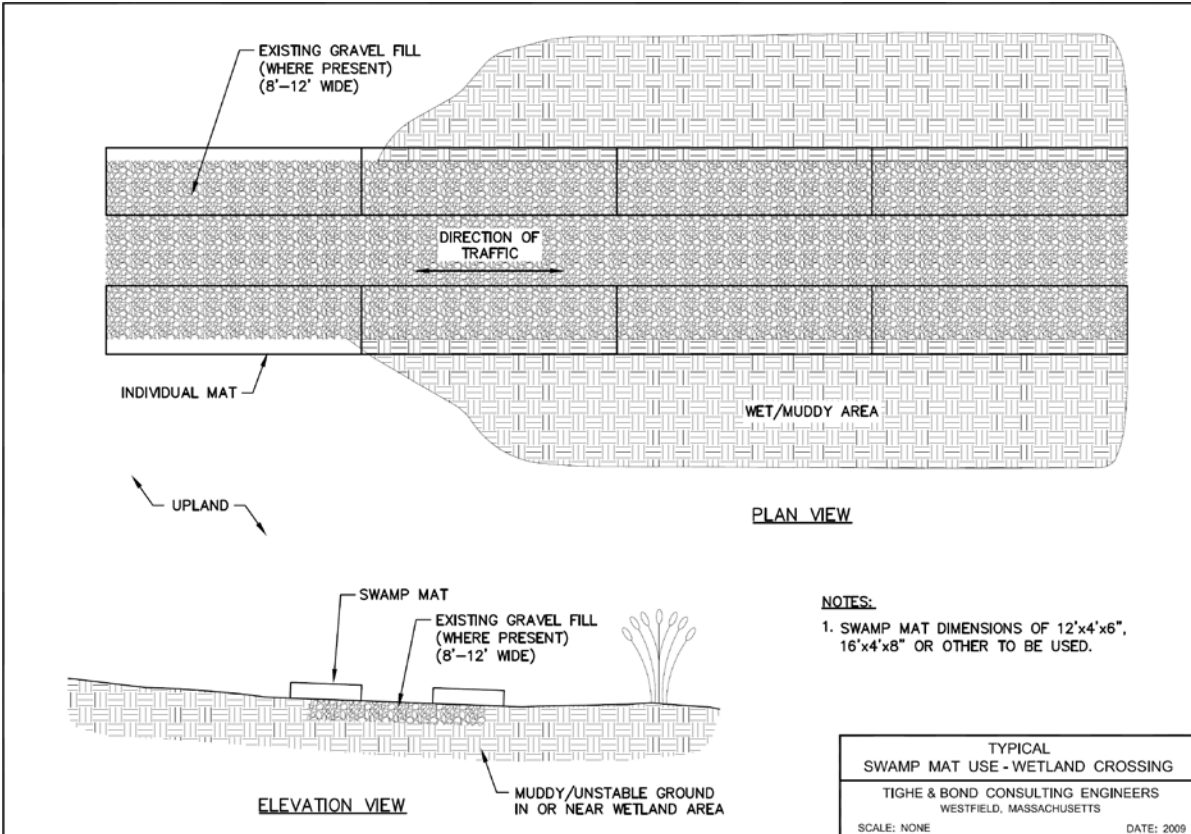 EXISTING GRAVEL FILL
(WHERE PRESENT)
(8'-12' WIDE)
DIRECTION OF
TRAFFIC
INDIVIDUAL MAT
WET/MUDDY AREA
UPLAND
PLAN VIEW
SWAMP MAT
EXISTING GRAVEL FILL
(WHERE PRESENT)
(8'-12' WIDE)
NOTES:
1. SWAMP MAT DIMENSIONS OF 12'x4'x6",
16'x4'x8" OR OTHER TO BE USED.
MUDDY/UNSTABLE GROUND
IN OR NEAR WETLAND AREA
ELEVATION VIEW
TYPICAL
SWAMP MAT USE - WETLAND CROSSING
TIGHE & BOND CONSULTING ENGINEERS
WESTFIELD, MASSACHUSETTS
SCALE: NONE DATE: 2009